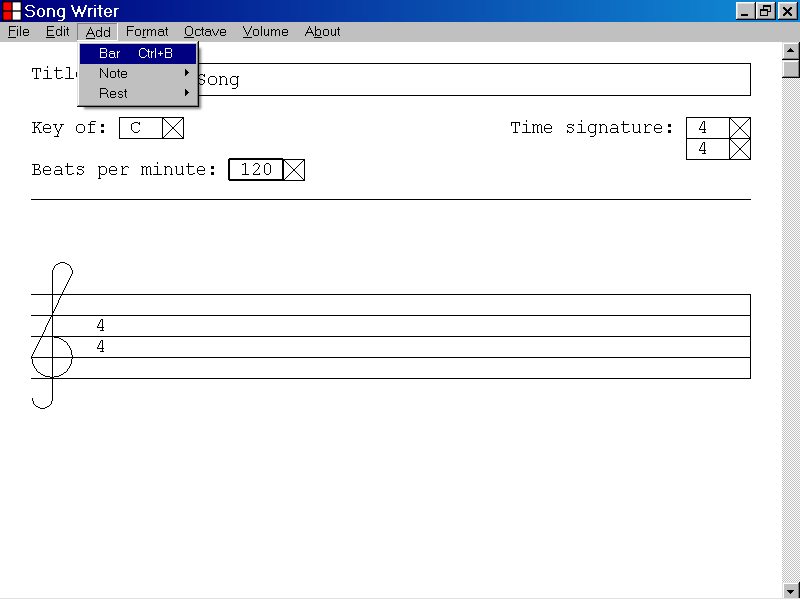 Song Writer
File Edit Add Format Octave Volume About
Bar Ctrl+B
Note
Rest
Song
Key of: C
Time signature: 4
4
Beats per minute: 120
4
4